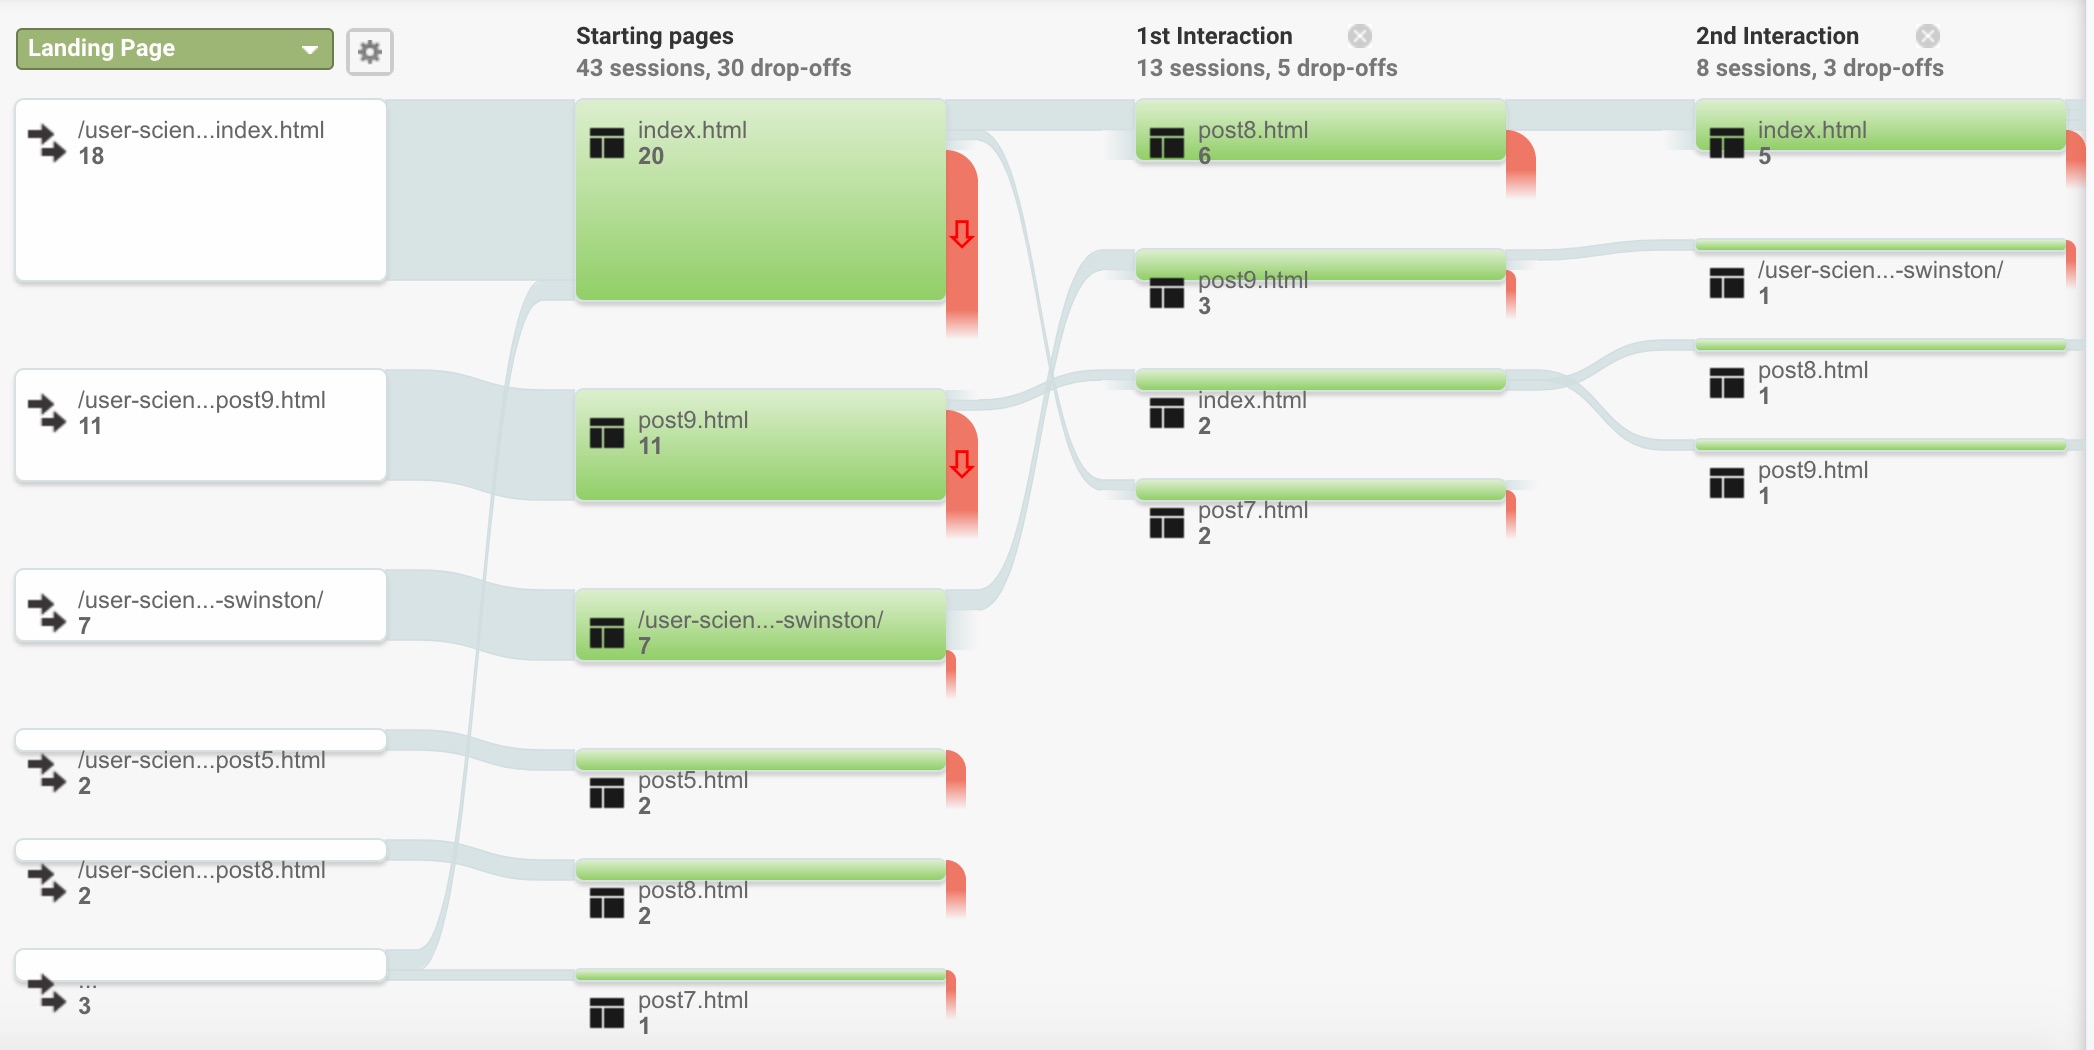 Landing Page
/user-scien...index.html
18
/user-scien...post9.html
11
/user-scien...-swinston/
7
/user-scien...post5.html
2
/user-scien...post8.html
2
...
3
Starting pages
43 sessions, 30 drop-offs
index.html
20
post9.html
11
/user-scien...-swinston/
7
post5.html
2
post8.html
2
post7.html
1
1st Interaction
13 sessions, 5 drop-offs
post8.html
6
post9.html
3
index.html
2
post7.html
2
2nd Interaction
8 sessions, 3 drop-offs
index.html
5
/user-scien...-swinston/
1
post8.html
1
post9.html
1